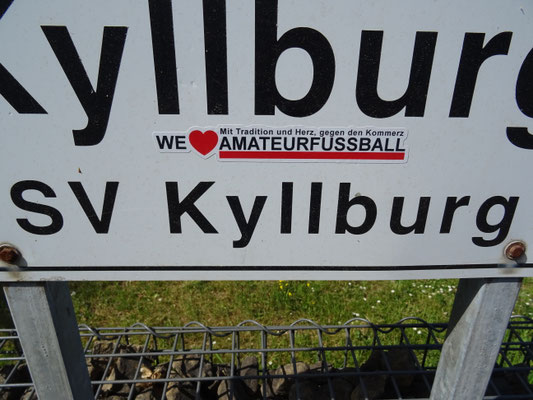 Kyllburg
Mit Tradition und Herz, gegen den Kommerz
WE ❤ AMATEURFUSSBALL
SV Kyllburg